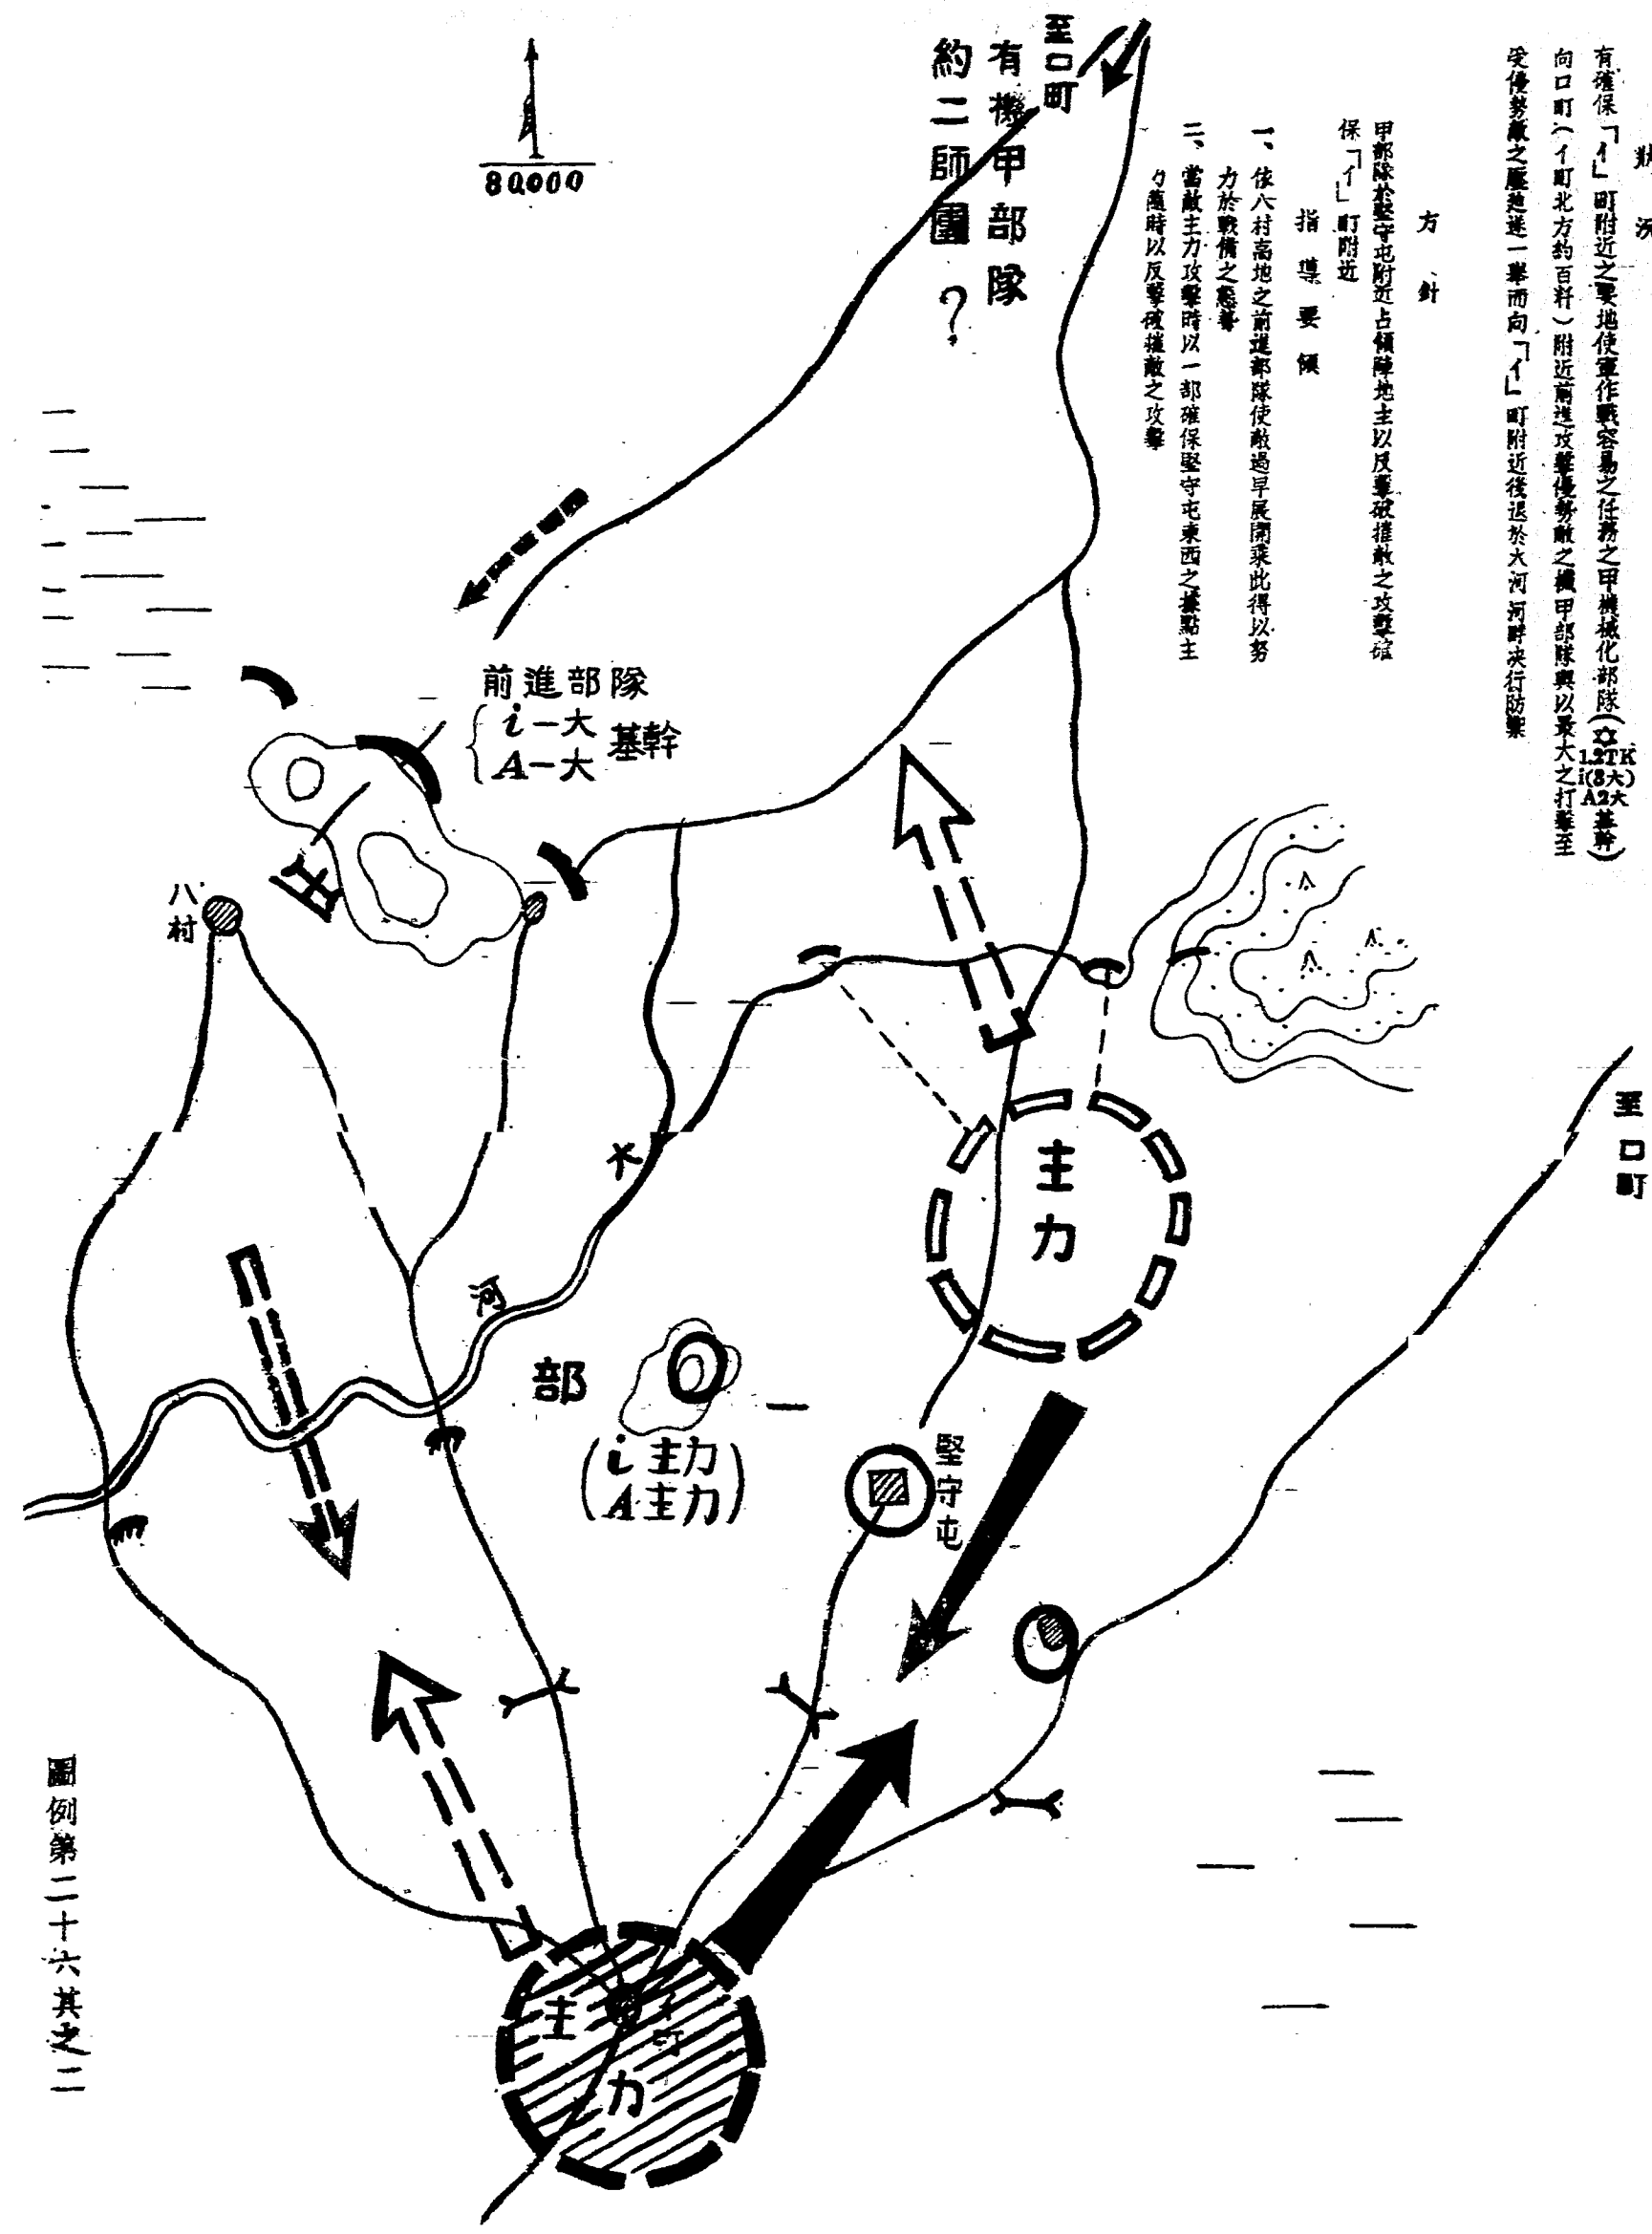 狀況
有確保「イ」町附近之要地使軍作戰容易之任務之甲機械化部隊(☆ 1.2TK i(3大) A2大 基幹)
向口町(イ町北方約百粁)附近前進攻擊優勢敵之機甲部隊與以最大之打擊至
受優勢敵之壓迫遂一舉而向「イ」町附近後退於大河河畔決行防禦
方針
甲部隊於堅守屯附近占領陣地主以反擊破摧敵之攻擊確
保「イ」町附近
指導要領
一、依八村高地之前進部隊使敵過早展開乘此得以努
力於戰備之
二、當敵主力攻擊時以一部確保堅守屯東西之據點主
力隨時以反擊破摧敵之攻擊
至口町
有機甲部隊
約二師團?
80000
前進部隊
i一大
A一大
基幹
八村
大河
主力
至口町
一部
(i主力
A主力)
堅守屯
主力
イ町
圖例第二十六其之二